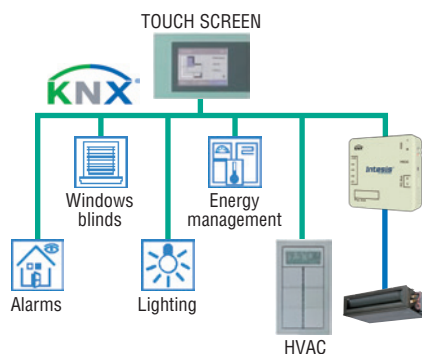 TOUCH SCREEN
KNX®
Windows
blinds
Energy
management
Intesis
Alarms
Lighting
HVAC